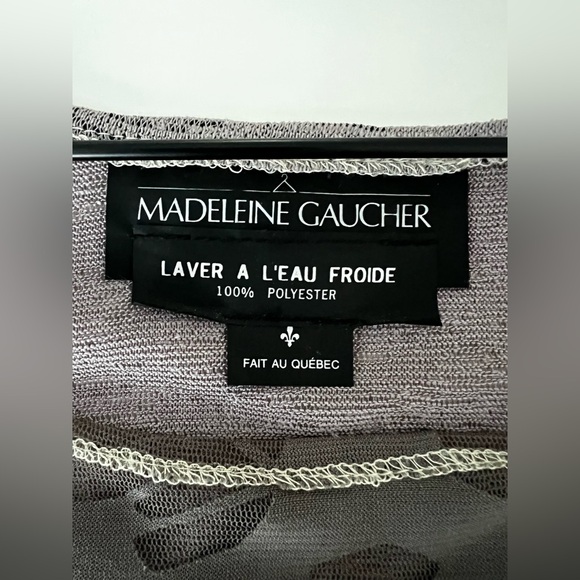 MADELEINE GAUCHER
LAVER A L'EAU FROIDE
100% POLYESTER
FAIT AU QUÉBEC